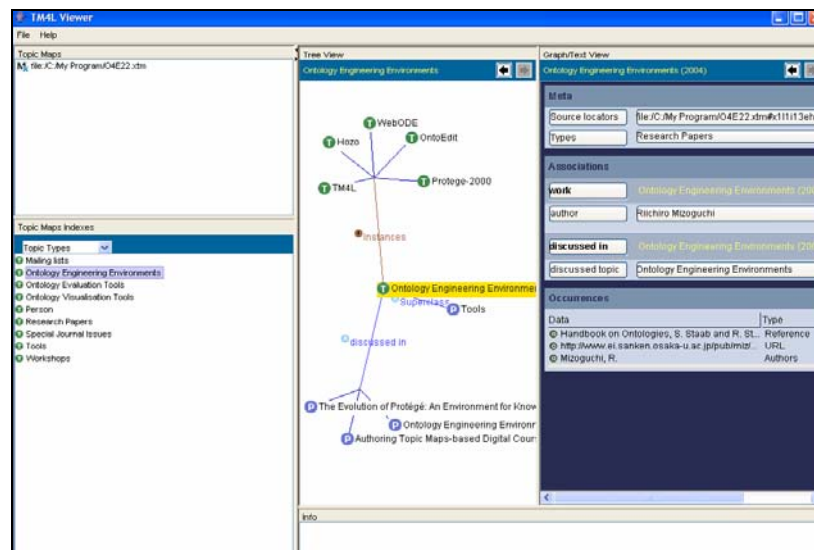 TM4L Viewer
File Help
Topic Maps
file:/C:/My Program/O4E22.xtm
Topic Maps Indexes
Topic Types
Mailing lists
Ontology Engineering Environments
Ontology Evaluation Tools
Ontology Visualisation Tools
Person
Research Papers
Special Journal Issues
Tools
Workshops
Tree View
Ontology Engineering Environments
WebODE
OntoEdit
Hozo
Protege-2000
TM4L
instances
Ontology Engineering Environme
Superclass
Tools
discussed in
The Evolution of Protégé: An Environment for Know
Ontology Engineering Environr
Authoring Topic Maps-based Digital Cour
Graph/Text View
Ontology Engineering Environments (2004)
Meta
Source locators file:/C:/My Program/O4E22.xtm#x1l1i13eh
Types Research Papers
Associations
work Ontology Engineering Environments (200
author Riichiro Mizoguchi
discussed in Ontology Engineering Environments (200
discussed topic Ontology Engineering Environments
Occurrences
Data Type
Handbook on Ontologies, S. Staab and R. St... Reference
http://www.ei.sanken.osaka-u.ac.jp/pub/miz/... URL
Mizoguchi, R. Authors
info